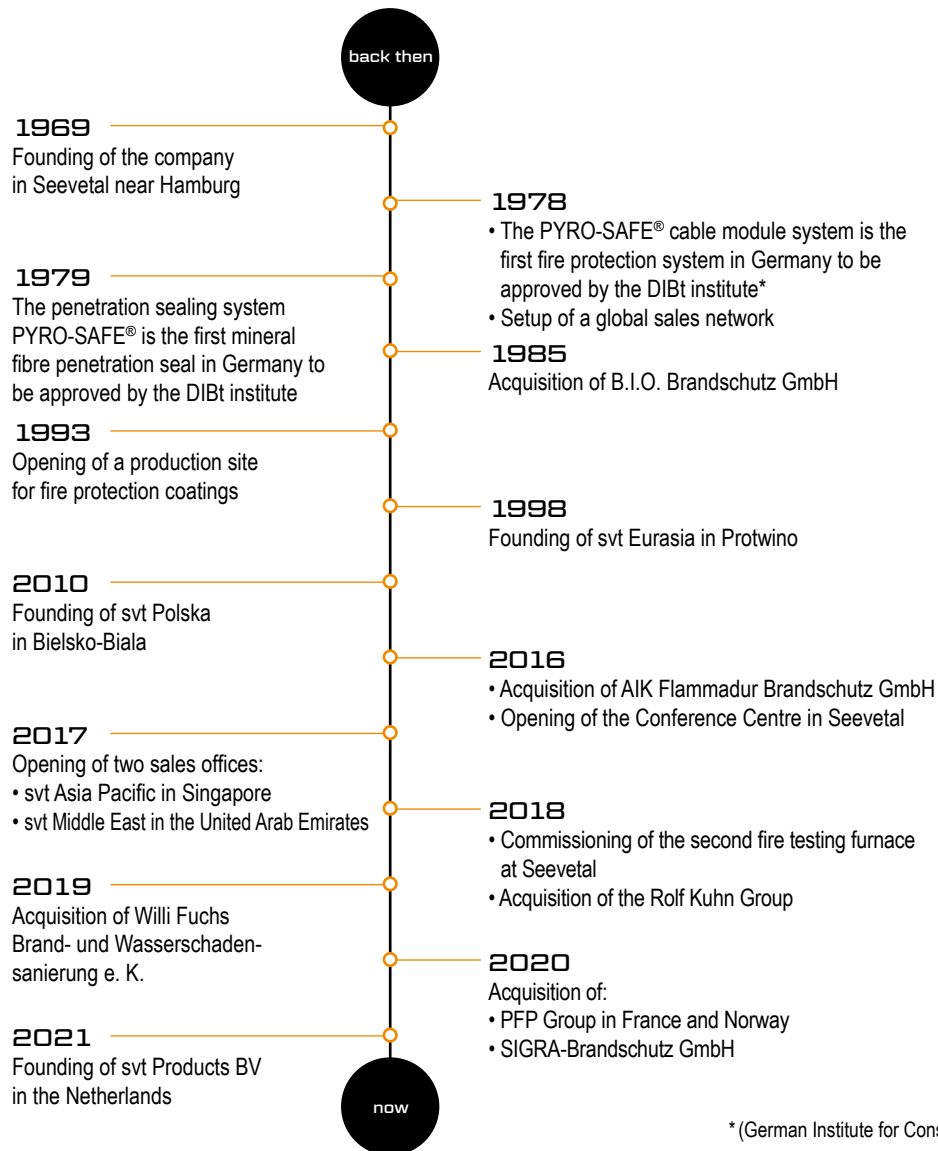 back then
1969
Founding of the company
in Seevetal near Hamburg
1978
• The PYRO-SAFE® cable module system is the
first fire protection system in Germany to be
approved by the DIBt institute*
• Setup of a global sales network
1979
The penetration sealing system
PYRO-SAFE® is the first mineral
fibre penetration seal in Germany to
be approved by the DIBt institute
1985
Acquisition of B.I.O. Brandschutz GmbH
1993
Opening of a production site
for fire protection coatings
1998
Founding of svt Eurasia in Protwino
2010
Founding of svt Polska
in Bielsko-Biala
2016
• Acquisition of AIK Flammadur Brandschutz GmbH
• Opening of the Conference Centre in Seevetal
2017
Opening of two sales offices:
• svt Asia Pacific in Singapore
• svt Middle East in the United Arab Emirates
2018
• Commissioning of the second fire testing furnace
at Seevetal
• Acquisition of the Rolf Kuhn Group
2019
Acquisition of Willi Fuchs
Brand- und Wasserschaden-
sanierung e. K.
2020
Acquisition of:
• PFP Group in France and Norway
• SIGRA-Brandschutz GmbH
2021
Founding of svt Products BV
in the Netherlands
now
* (German Institute for